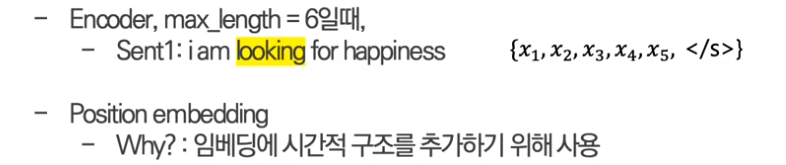 - Encoder, max_length = 6일때,
- Sent1: i am looking for happiness {x₁, x₂, x₃, x₄, x₅, </s>}
- Position embedding
- Why? : 임베딩에 시간적 구조를 추가하기 위해 사용